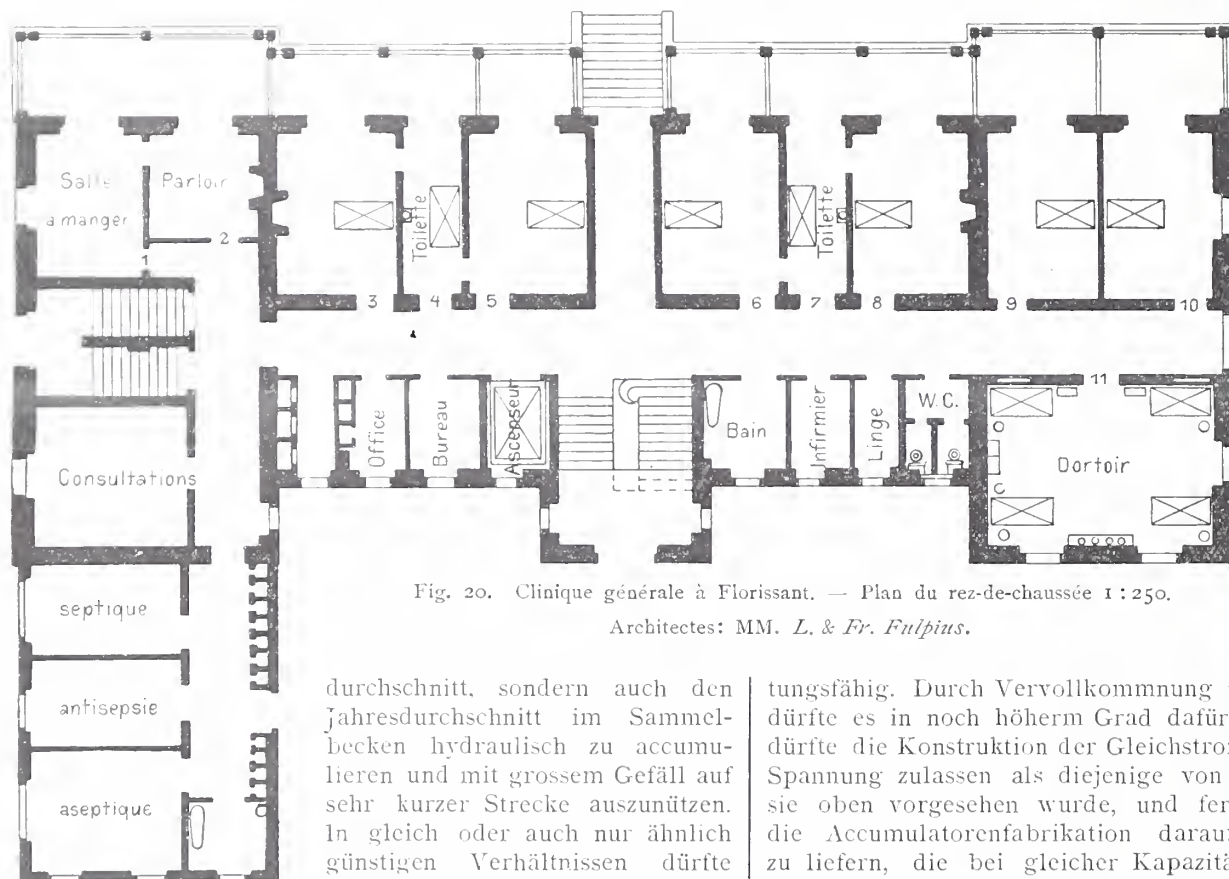 Salle
a manger
Parloir
1
2
Toilette
3
4
5
6
Toilette
7
8
9
10
11
Consultations
Office
Bureau
Ascenseur
Bain
Infirmier
Linge
W.C.
Dortoir
septique
antisepsie
aseptique
Fig. 20. Clinique générale à Florissant. — Plan du rez-de-chaussée 1 : 250.
Architectes: MM. L. & Fr. Fulpius.
durchschnitt, sondern auch den
Jahresdurchschnitt im Sammel-
becken hydraulisch zu accumu-
lieren und mit grossem Gefäll auf
sehr kurzer Strecke auszunützen.
In gleich oder auch nur ähnlich
günstigen Verhältnissen dürfte
tungsfähig. Durch Vervollkommnung
dürfte es in noch höherm Grad dafür
dürfte die Konstruktion der Gleichstro
Spannung zulassen als diejenige von
sie oben vorgesehen wurde, und fer
die Accumulatorenfabrikation darau
zu liefern, die bei gleicher Kapazitä